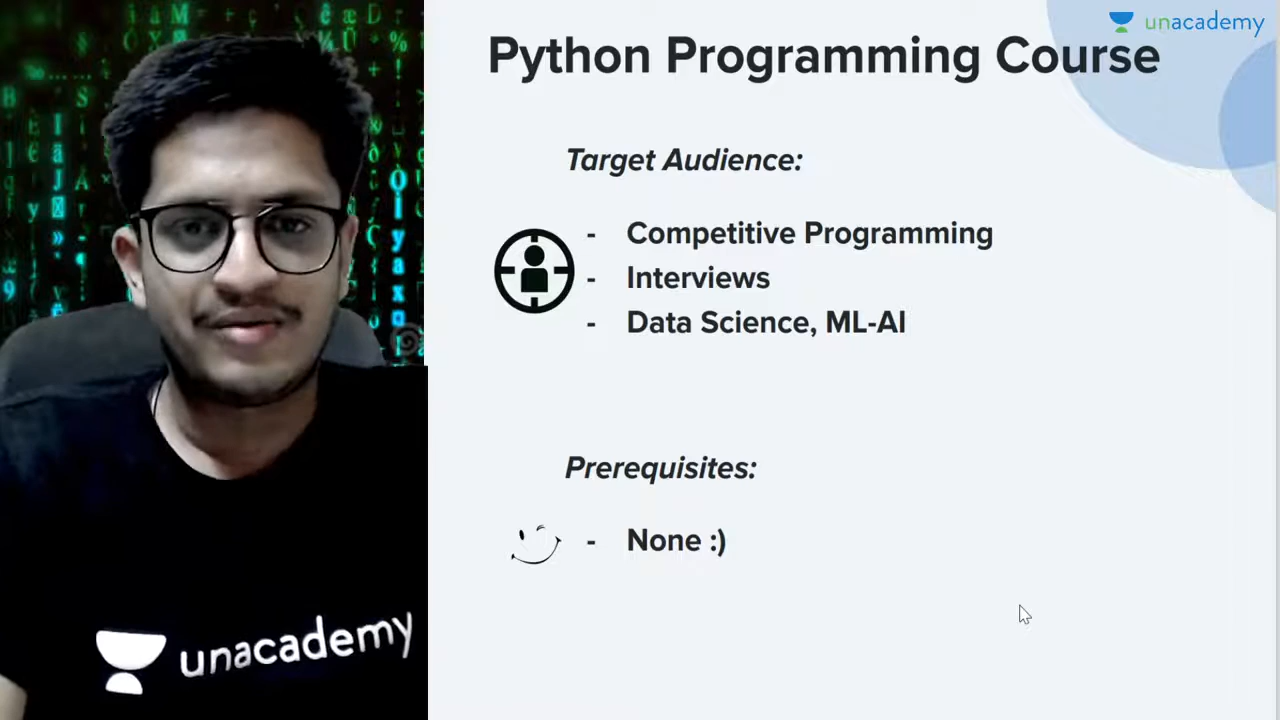 unacademy
Python Programming Course
Target Audience:
- Competitive Programming
- Interviews
- Data Science, ML-AI
Prerequisites:
- None :)
unacademy